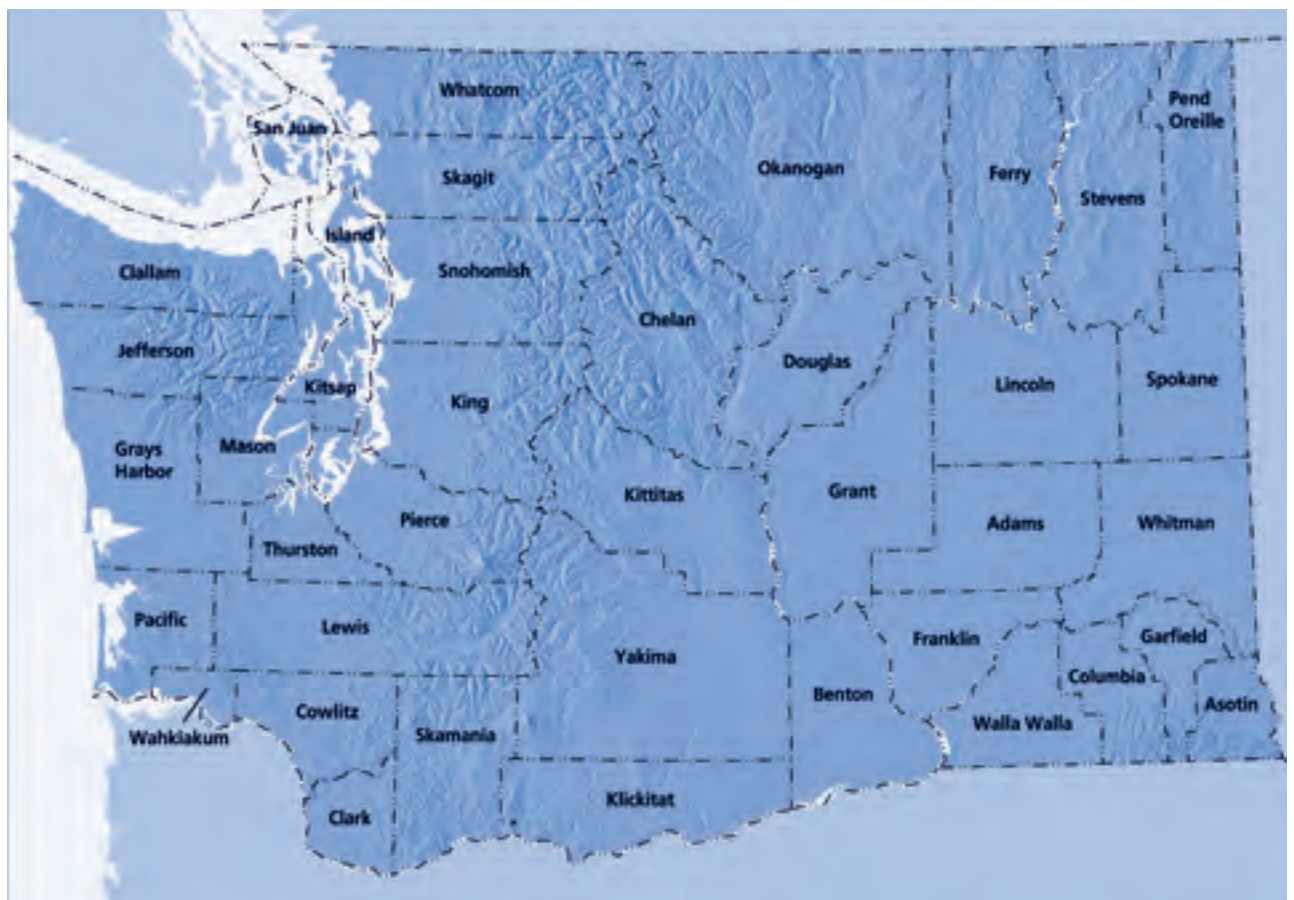 Whatcom
Pend
Oreille
San Juan
Okanogan
Ferry
Skagit
Stevens
Island
Clallam
Snohomish
Chelan
Jefferson
Douglas
Kitsap
Lincoln
Spokane
King
Mason
Grays
Harbor
Kittitas
Grant
Pierce
Adams
Whitman
Thurston
Pacific
Lewis
Franklin
Garfield
Yakima
Columbia
Benton
Asotin
Cowlitz
Walla Walla
Wahkiakum
Skamania
Klickitat
Clark